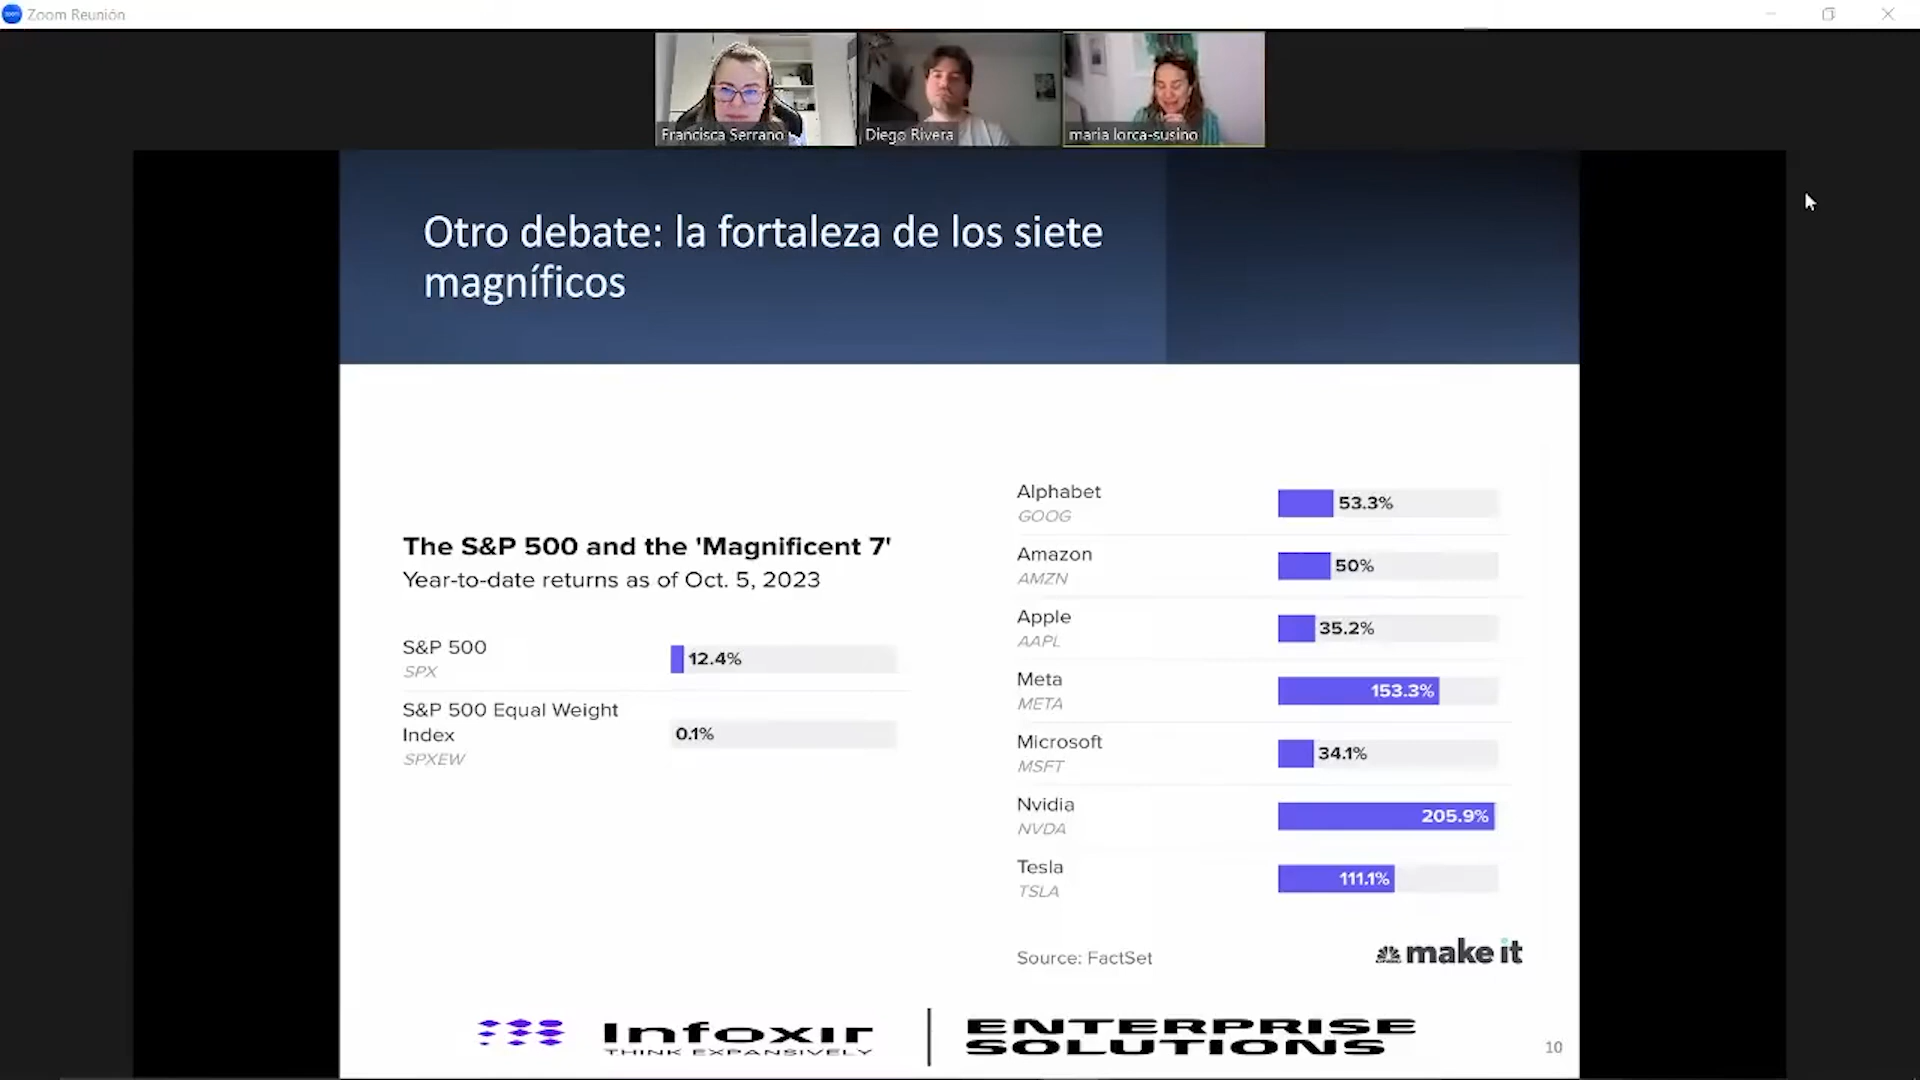 Zoom Reunión
Francisca Serrano
Diego Rivera
maria lorca-susino
Otro debate: la fortaleza de los siete
magníficos
The S&P 500 and the 'Magnificent 7'
Year-to-date returns as of Oct. 5, 2023
S&P 500
SPX
12.4%
S&P 500 Equal Weight
Index
SPXEW
0.1%
Alphabet
GOOG
53.3%
Amazon
AMZN
50%
Apple
AAPL
35.2%
Meta
META
153.3%
Microsoft
MSFT
34.1%
Nvidia
NVDA
205.9%
Tesla
TSLA
111.1%
Source: FactSet
make it
Infoxir
THINK EXPANSIVELY
ENTERPRISE
SOLUTIONS
10